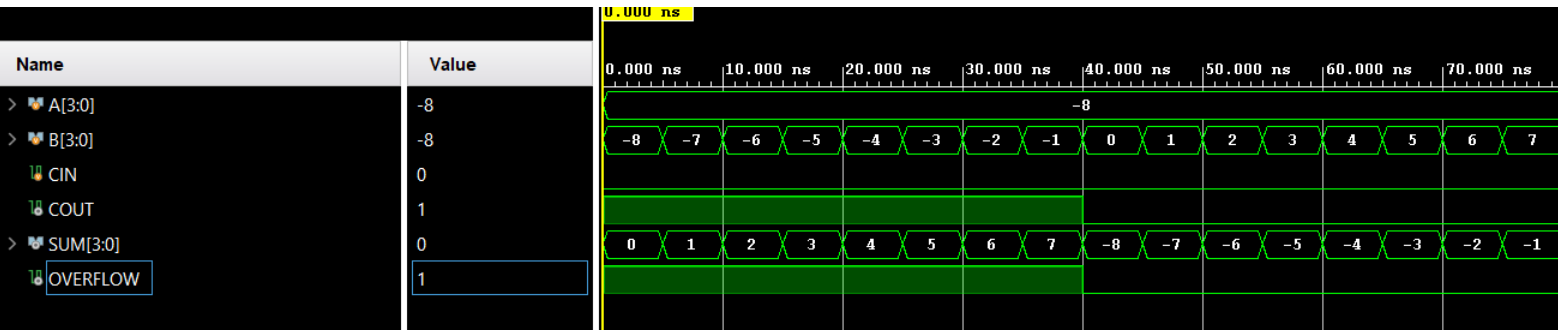 0.000 ns
Name Value
0.000 ns 10.000 ns 20.000 ns 30.000 ns 40.000 ns 50.000 ns 60.000 ns 70.000 ns
A[3:0] -8 -8
B[3:0] -8 -8 -7 -6 -5 -4 -3 -2 -1 0 1 2 3 4 5 6 7
CIN 0
COUT 1
SUM[3:0] 0 0 1 2 3 4 5 6 7 -8 -7 -6 -5 -4 -3 -2 -1
OVERFLOW 1